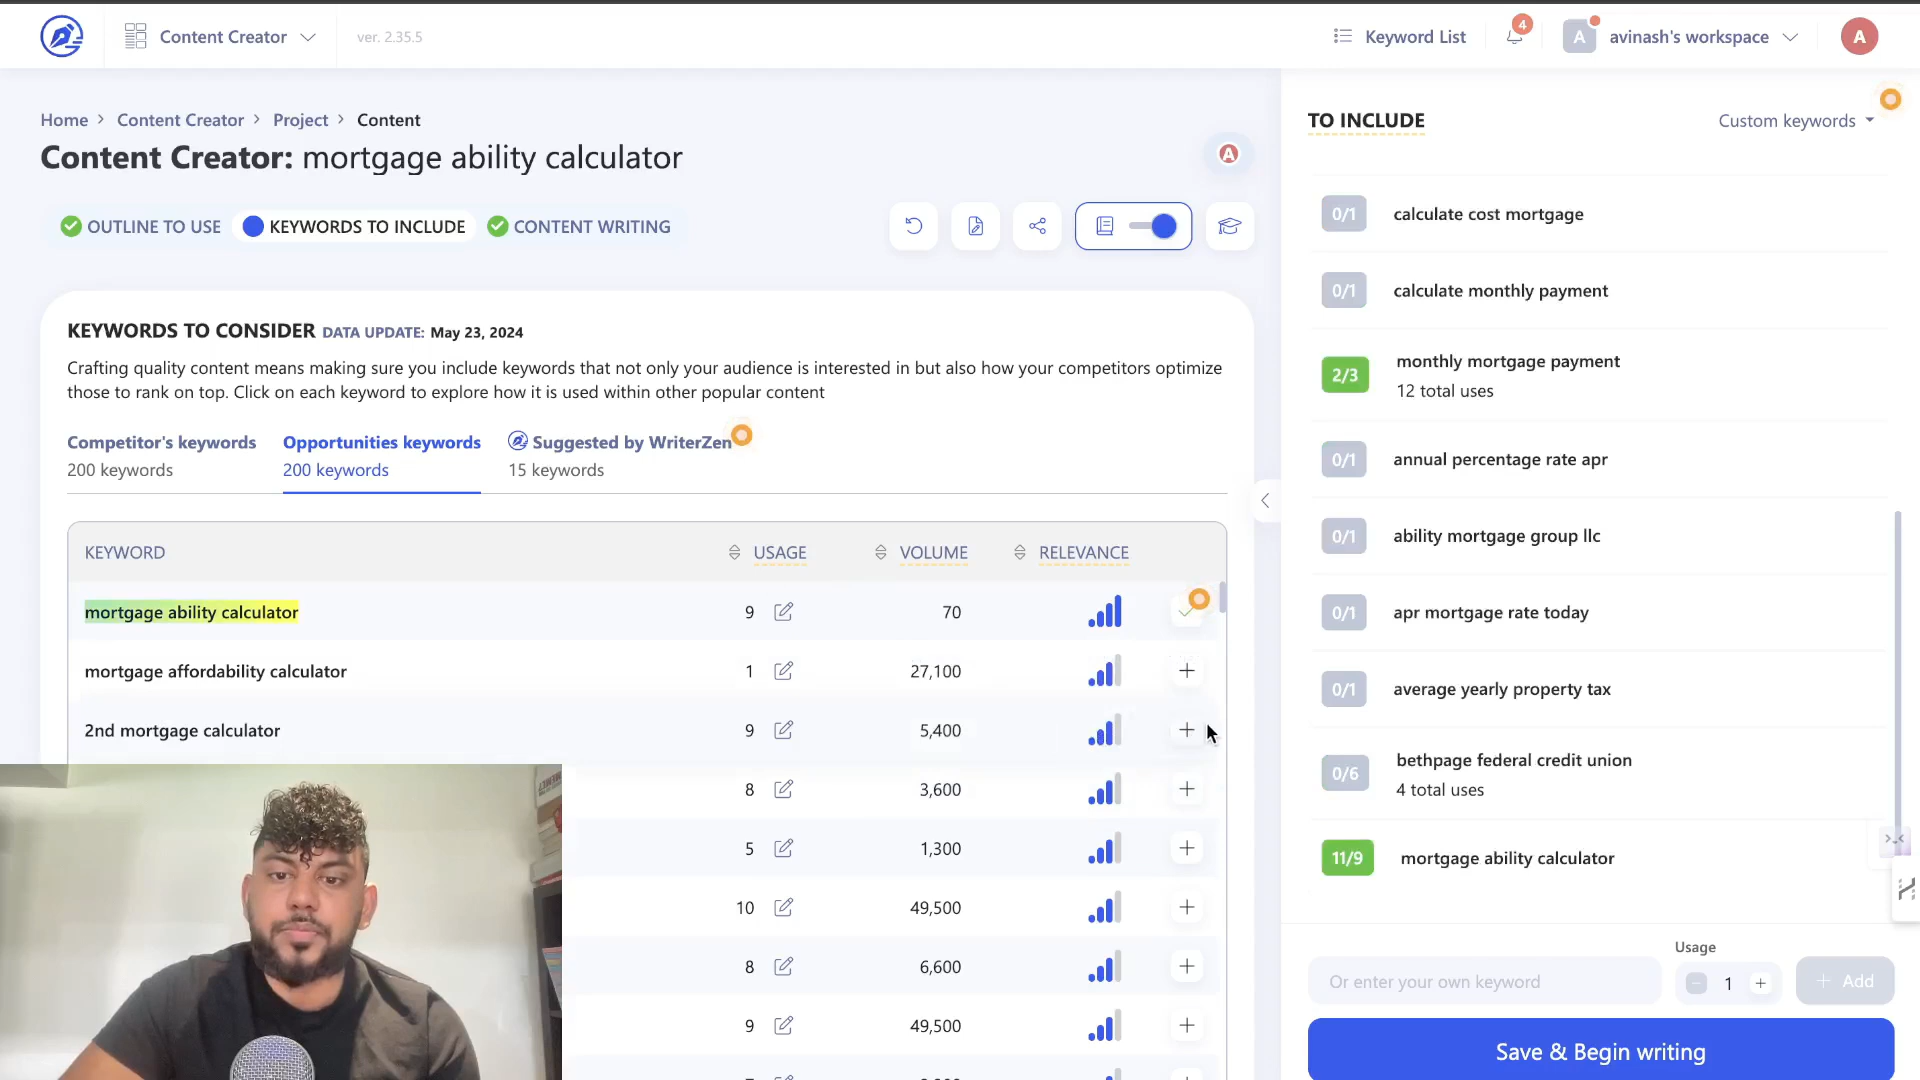 Content Creator
ver. 2.35.5
Keyword List
4
A
avinash's workspace
A
Home > Content Creator > Project > Content
Content Creator: mortgage ability calculator
A
OUTLINE TO USE
KEYWORDS TO INCLUDE
CONTENT WRITING
KEYWORDS TO CONSIDER DATA UPDATE: May 23, 2024
Crafting quality content means making sure you include keywords that not only your audience is interested in but also how your competitors optimize
those to rank on top. Click on each keyword to explore how it is used within other popular content
Competitor's keywords
200 keywords
Opportunities keywords
200 keywords
Suggested by WriterZen
15 keywords
KEYWORD USAGE VOLUME RELEVANCE
mortgage ability calculator 9 70
mortgage affordability calculator 1 27,100
2nd mortgage calculator 9 5,400
8 3,600
5 1,300
10 49,500
8 6,600
9 49,500
TO INCLUDE
Custom keywords
0/1 calculate cost mortgage
0/1 calculate monthly payment
2/3 monthly mortgage payment
12 total uses
0/1 annual percentage rate apr
0/1 ability mortgage group llc
0/1 apr mortgage rate today
0/1 average yearly property tax
0/6 bethpage federal credit union
4 total uses
11/9 mortgage ability calculator
Usage
Or enter your own keyword
- 1 +
+ Add
Save & Begin writing